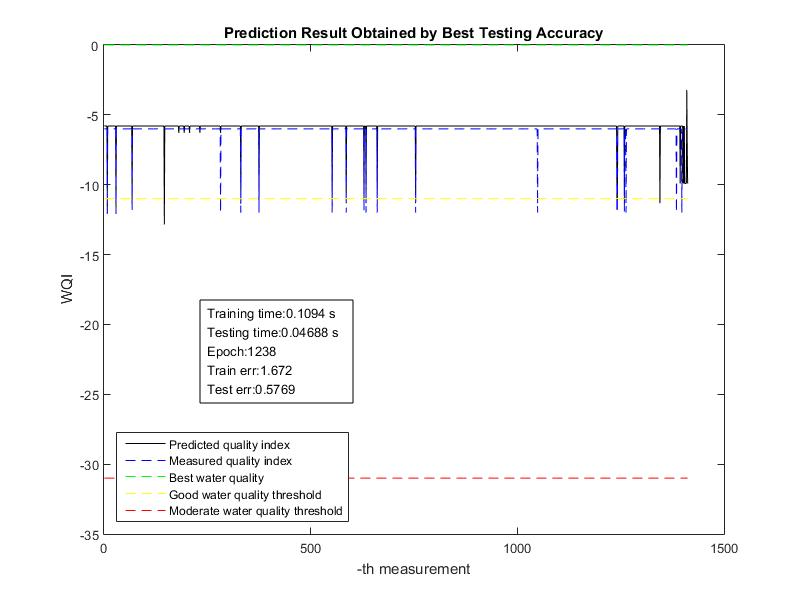 Prediction Result Obtained by Best Testing Accuracy
0
-5
-10
-15
-20
-25
-30
-35
WQI
Training time:0.1094 s
Testing time:0.04688 s
Epoch:1238
Train err:1.672
Test err:0.5769
Predicted quality index
Measured quality index
Best water quality
Good water quality threshold
Moderate water quality threshold
0
500
1000
1500
-th measurement